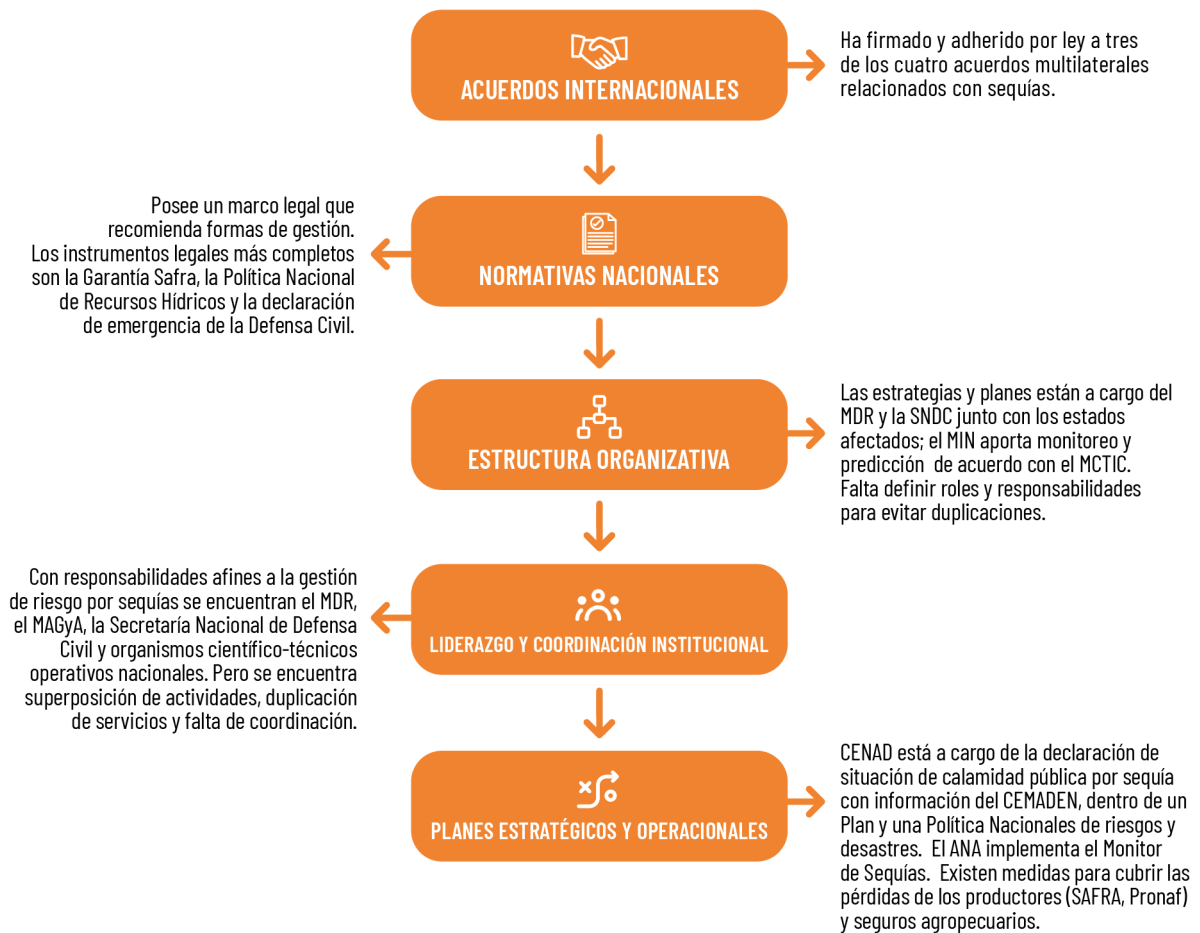 ACUERDOS INTERNACIONALES
Ha firmado y adherido por ley a tres
de los cuatro acuerdos multilaterales
relacionados con sequías.
NORMATIVAS NACIONALES
Posee un marco legal que
recomienda formas de gestión.
Los instrumentos legales más completos
son la Garantía Safra, la Política Nacional
de Recursos Hídricos y la declaración
de emergencia de la Defensa Civil.
ESTRUCTURA ORGANIZATIVA
Las estrategias y planes están a cargo del
MDR y la SNDC junto con los estados
afectados; el MIN aporta monitoreo y
predicción de acuerdo con el MCTIC.
Falta definir roles y responsabilidades
para evitar duplicaciones.
LIDERAZGO Y COORDINACIÓN INSTITUCIONAL
Con responsabilidades afines a la gestión
de riesgo por sequías se encuentran el MDR,
el MAGyA, la Secretaría Nacional de Defensa
Civil y organismos científico-técnicos
operativos nacionales. Pero se encuentra
superposición de actividades, duplicación
de servicios y falta de coordinación.
PLANES ESTRATÉGICOS Y OPERACIONALES
CENAD está a cargo de la declaración de
situación de calamidad pública por sequía
con información del CEMADEN, dentro de un
Plan y una Política Nacionales de riesgos y
desastres. El ANA implementa el Monitor
de Sequías. Existen medidas para cubrir las
pérdidas de los productores (SAFRA, Pronaf)
y seguros agropecuarios.